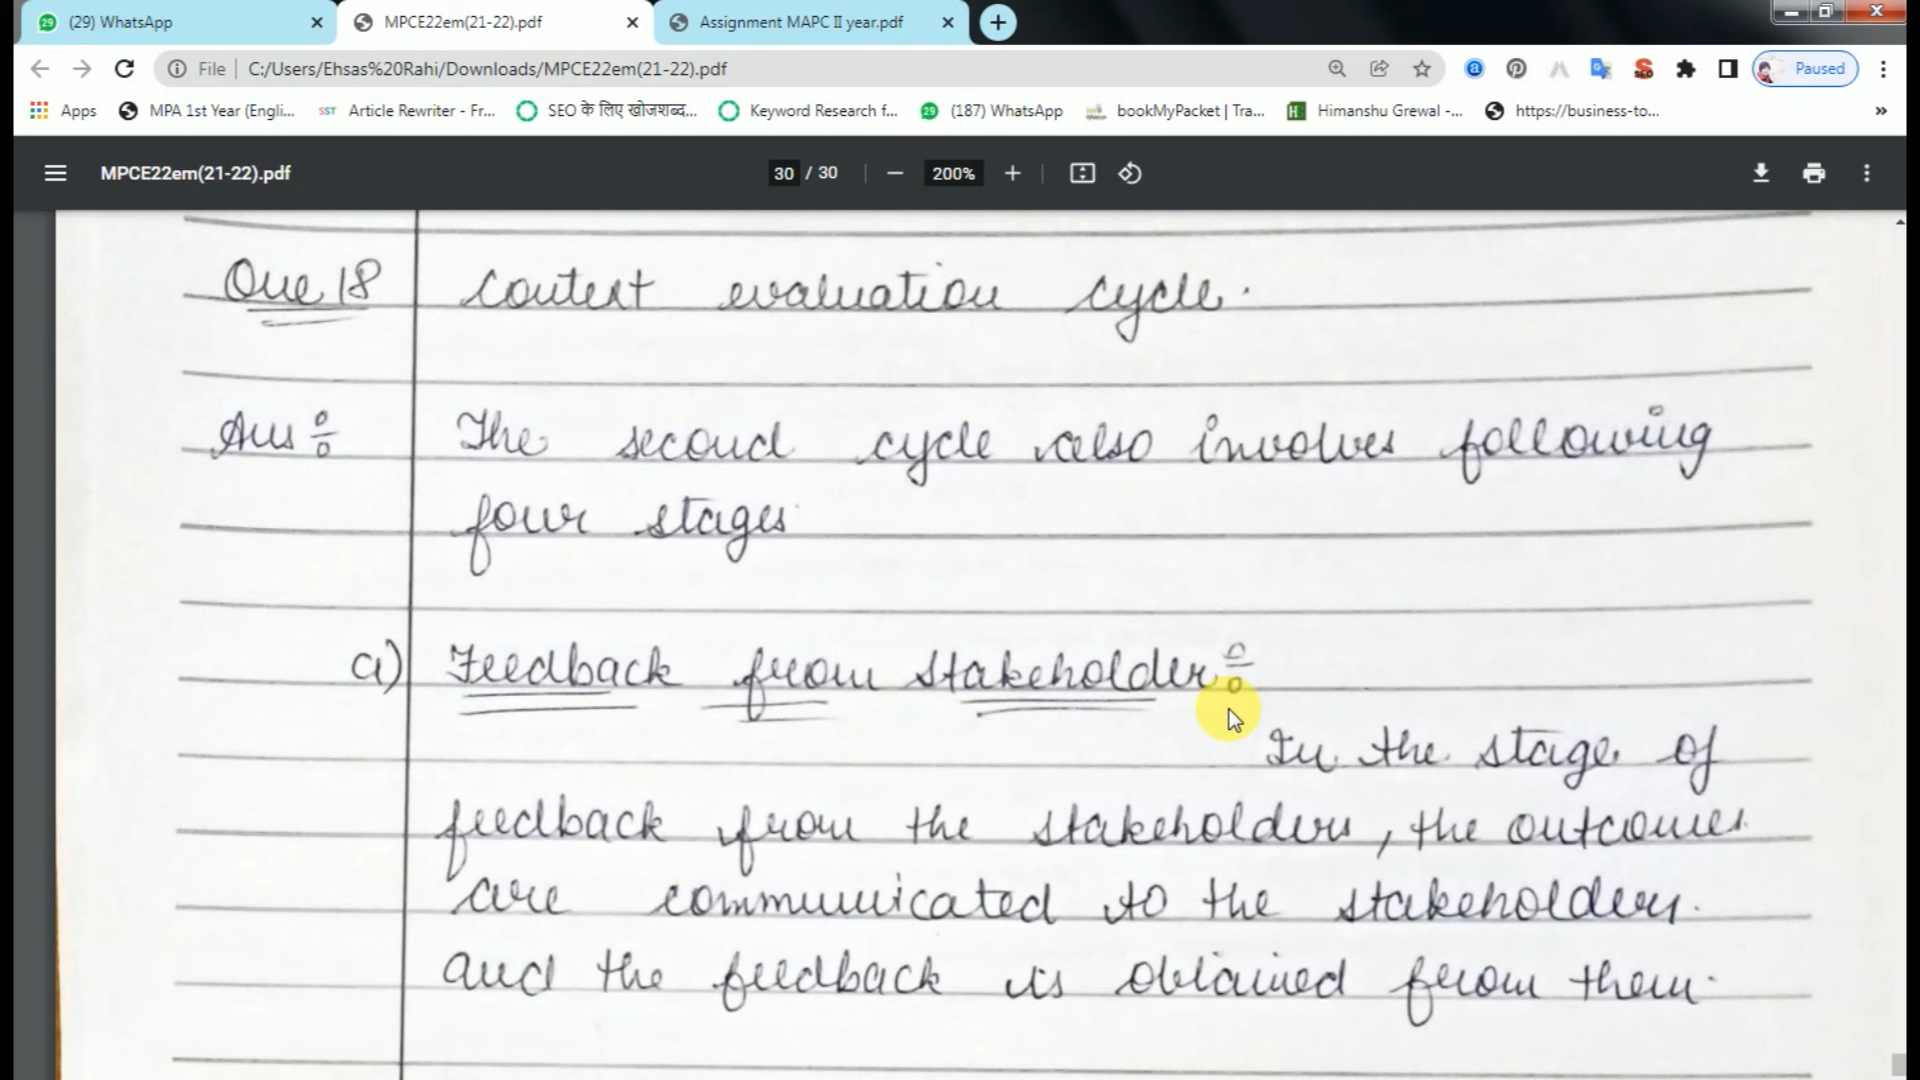 (29) WhatsApp
MPCE22em(21-22).pdf
Assignment MAPC II year.pdf
File
C:/Users/Ehsas%20Rahi/Downloads/MPCE22em(21-22).pdf
Paused
Apps
MPA 1st Year (Engli...
SST Article Rewriter - Fr...
SEO के लिए खोजशब्द...
Keyword Research f...
(187) WhatsApp
bookMyPacket | Tra...
Himanshu Grewal -...
https://business-to...
»
MPCE22em(21-22).pdf
30 / 30
200%
Que 18 context evaluation cycle.
Ans : The second cycle also involves following
four stages
a) Feedback from Stakeholder :
In the stage of
feedback from the stakeholders, the outcomes
are communicated to the stakeholders.
and the feedback is obtained from them.